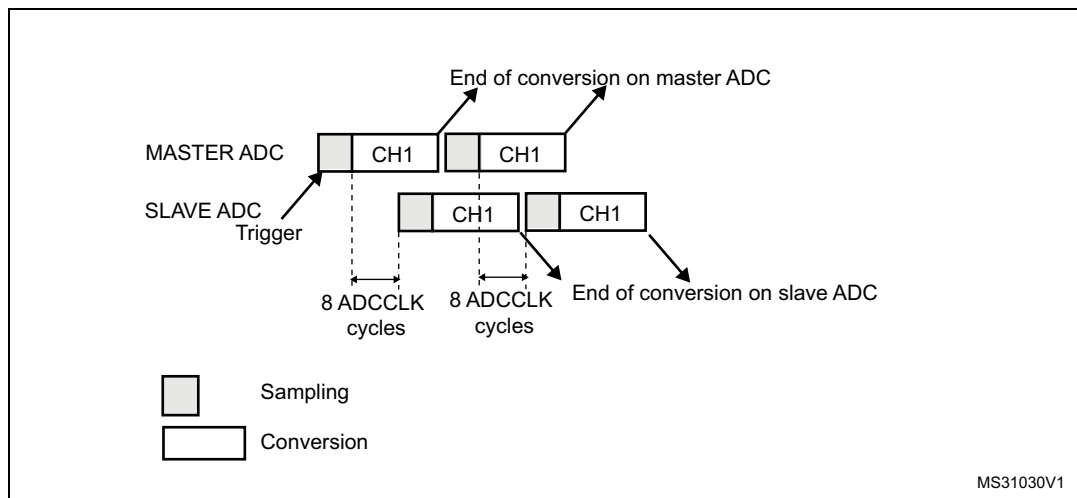 End of conversion on master ADC
MASTER ADC
CH1
CH1
SLAVE ADC
CH1
CH1
Trigger
8 ADCCLK
cycles
8 ADCCLK
cycles
End of conversion on slave ADC
Sampling
Conversion
MS31030V1